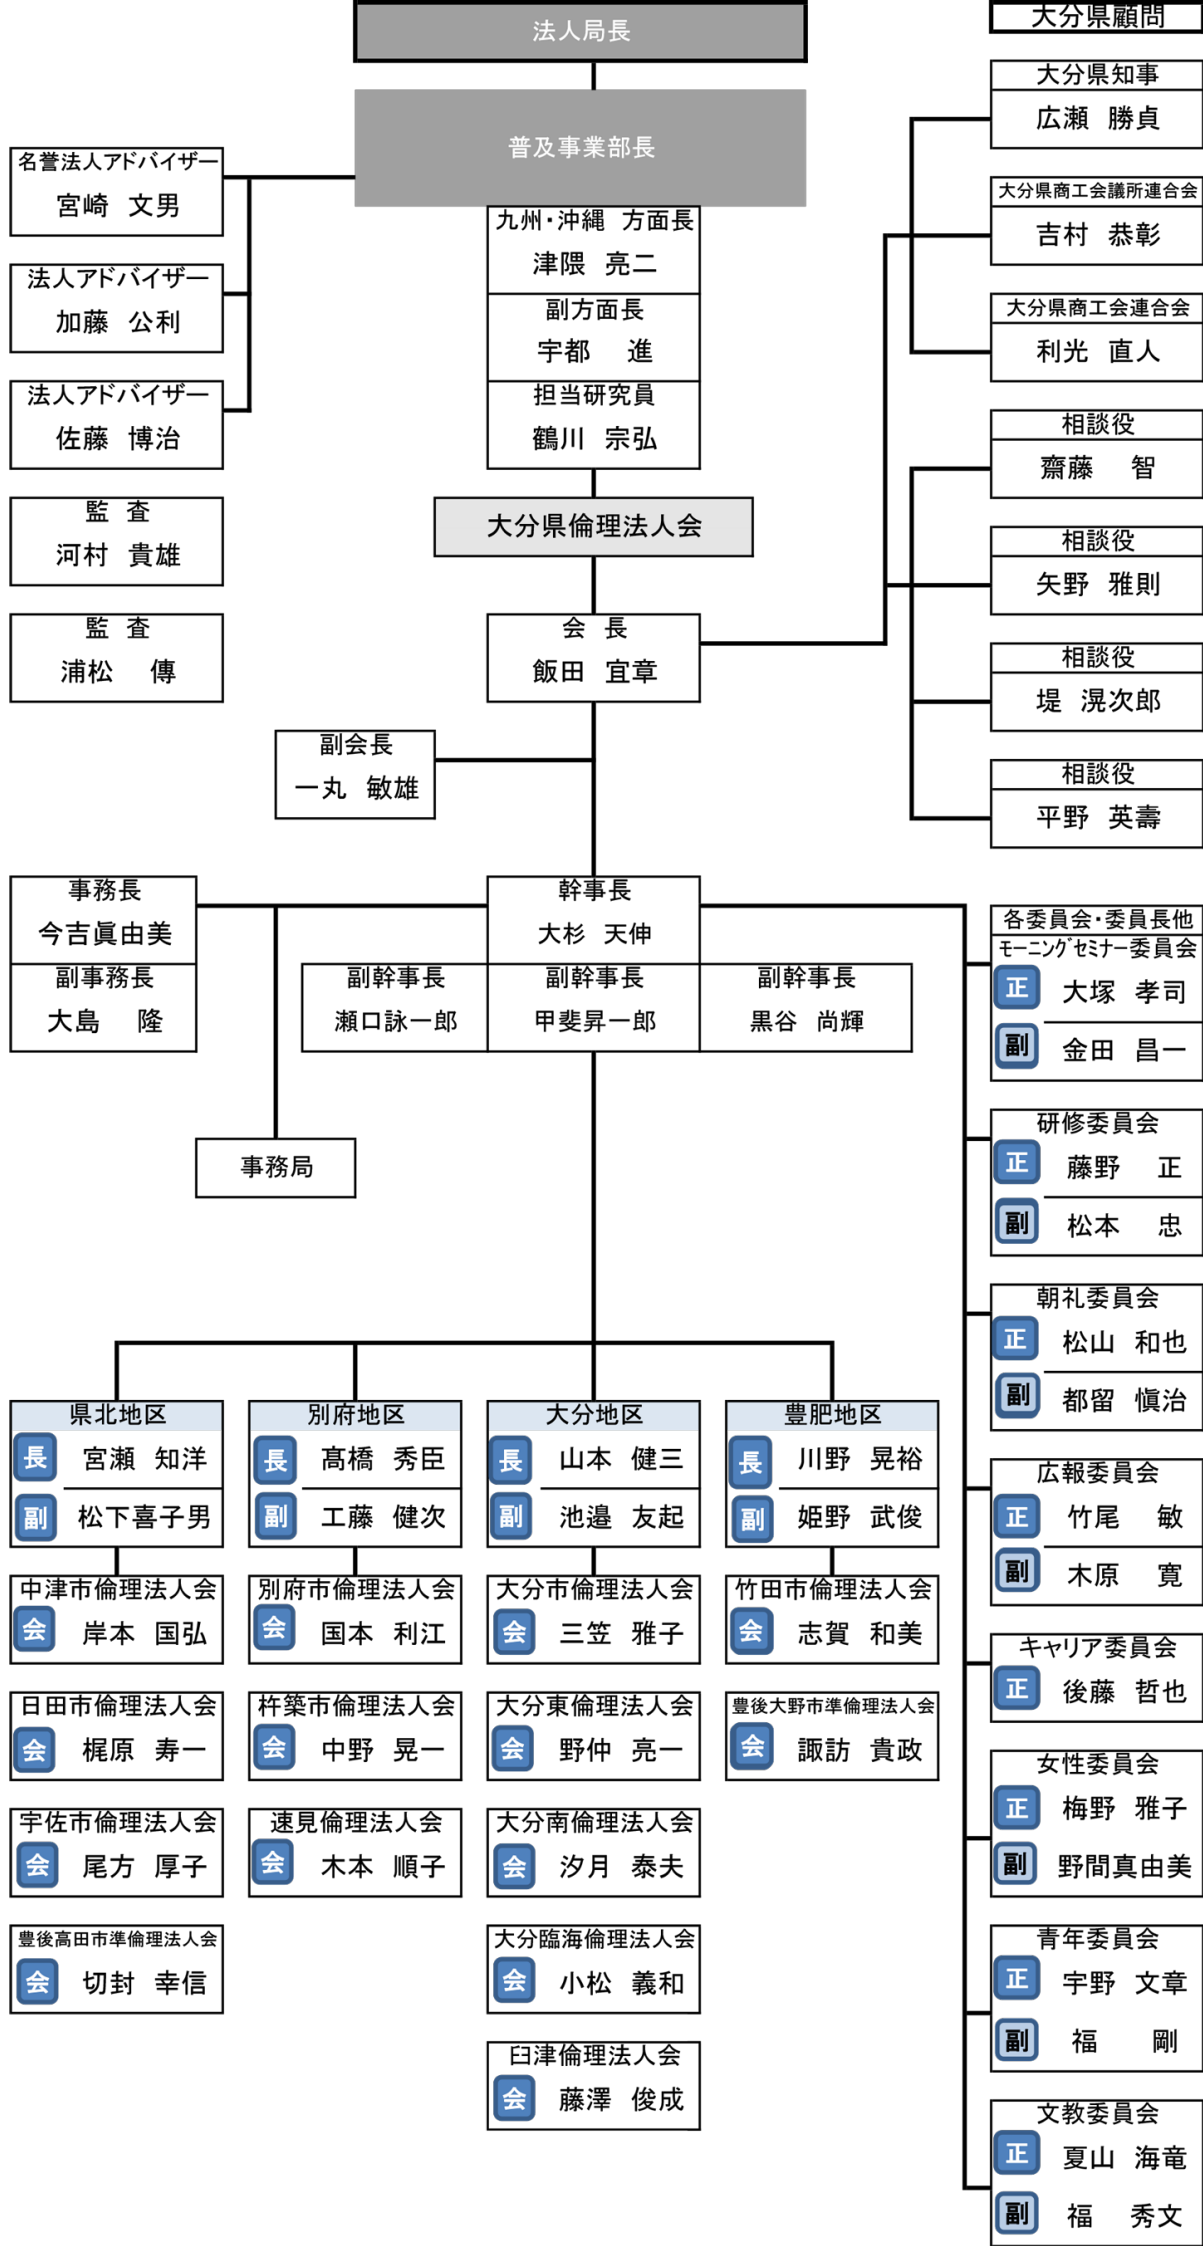 法人局長
普及事業部長
九州・沖縄 方面長
津隈 亮二
副方面長
宇都 進
担当研究員
鶴川 宗弘
名誉法人アドバイザー
宮崎 文男
法人アドバイザー
加藤 公利
法人アドバイザー
佐藤 博治
監 査
河村 貴雄
監 査
浦松 傳
大分県顧問
大分県知事
広瀬 勝貞
大分県商工会議所連合会
吉村 恭彰
大分県商工会連合会
利光 直人
相談役
齋藤 智
相談役
矢野 雅則
相談役
堤 滉次郎
相談役
平野 英壽
大分県倫理法人会
会 長
飯田 宜章
副会長
一丸 敏雄
事務長
今吉眞由美
副事務長
大島 隆
幹事長
大杉 天伸
副幹事長
瀬口詠一郎
副幹事長
甲斐昇一郎
副幹事長
黒谷 尚輝
事務局
各委員会・委員長他
モーニングセミナー委員会
正 大塚 孝司
副 金田 昌一
研修委員会
正 藤野 正
副 松本 忠
朝礼委員会
正 松山 和也
副 都留 愼治
広報委員会
正 竹尾 敏
副 木原 寛
キャリア委員会
正 後藤 哲也
女性委員会
正 梅野 雅子
副 野間真由美
青年委員会
正 宇野 文章
副 福 剛
文教委員会
正 夏山 海竜
副 福 秀文
県北地区
長 宮瀬 知洋
副 松下喜子男
中津市倫理法人会
会 岸本 国弘
日田市倫理法人会
会 梶原 寿一
宇佐市倫理法人会
会 尾方 厚子
豊後高田市準倫理法人会
会 切封 幸信
別府地区
長 髙橋 秀臣
副 工藤 健次
別府市倫理法人会
会 国本 利江
杵築市倫理法人会
会 中野 晃一
速見倫理法人会
会 木本 順子
大分地区
長 山本 健三
副 池邉 友起
大分市倫理法人会
会 三笠 雅子
大分東倫理法人会
会 野仲 亮一
大分南倫理法人会
会 汐月 泰夫
大分臨海倫理法人会
会 小松 義和
臼津倫理法人会
会 藤澤 俊成
豊肥地区
長 川野 晃裕
副 姫野 武俊
竹田市倫理法人会
会 志賀 和美
豊後大野市準倫理法人会
会 諏訪 貴政